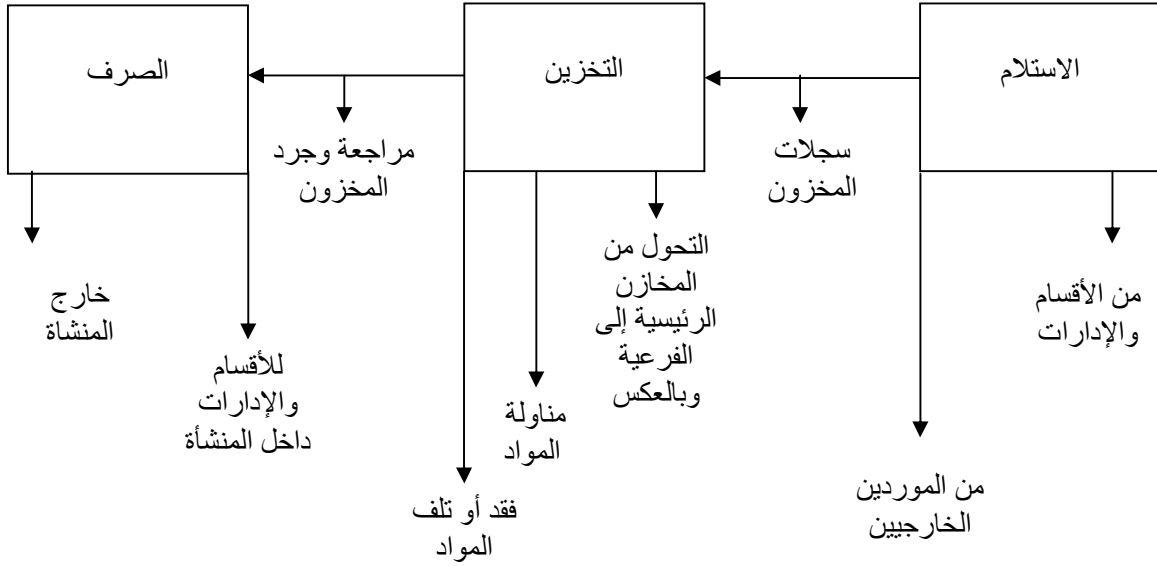 الاستلام
التخزين
الصرف
سجلات
المخزون
مراجعة وجرد
المخزون
من الأقسام
والإدارات
من الموردين
الخارجيين
التحول من
المخازن
الرئيسية إلى
الفرعية
وبالعكس
مناولة
المواد
فقد أو تلف
المواد
للأقسام
والإدارات
داخل المنشأة
خارج
المنشاة